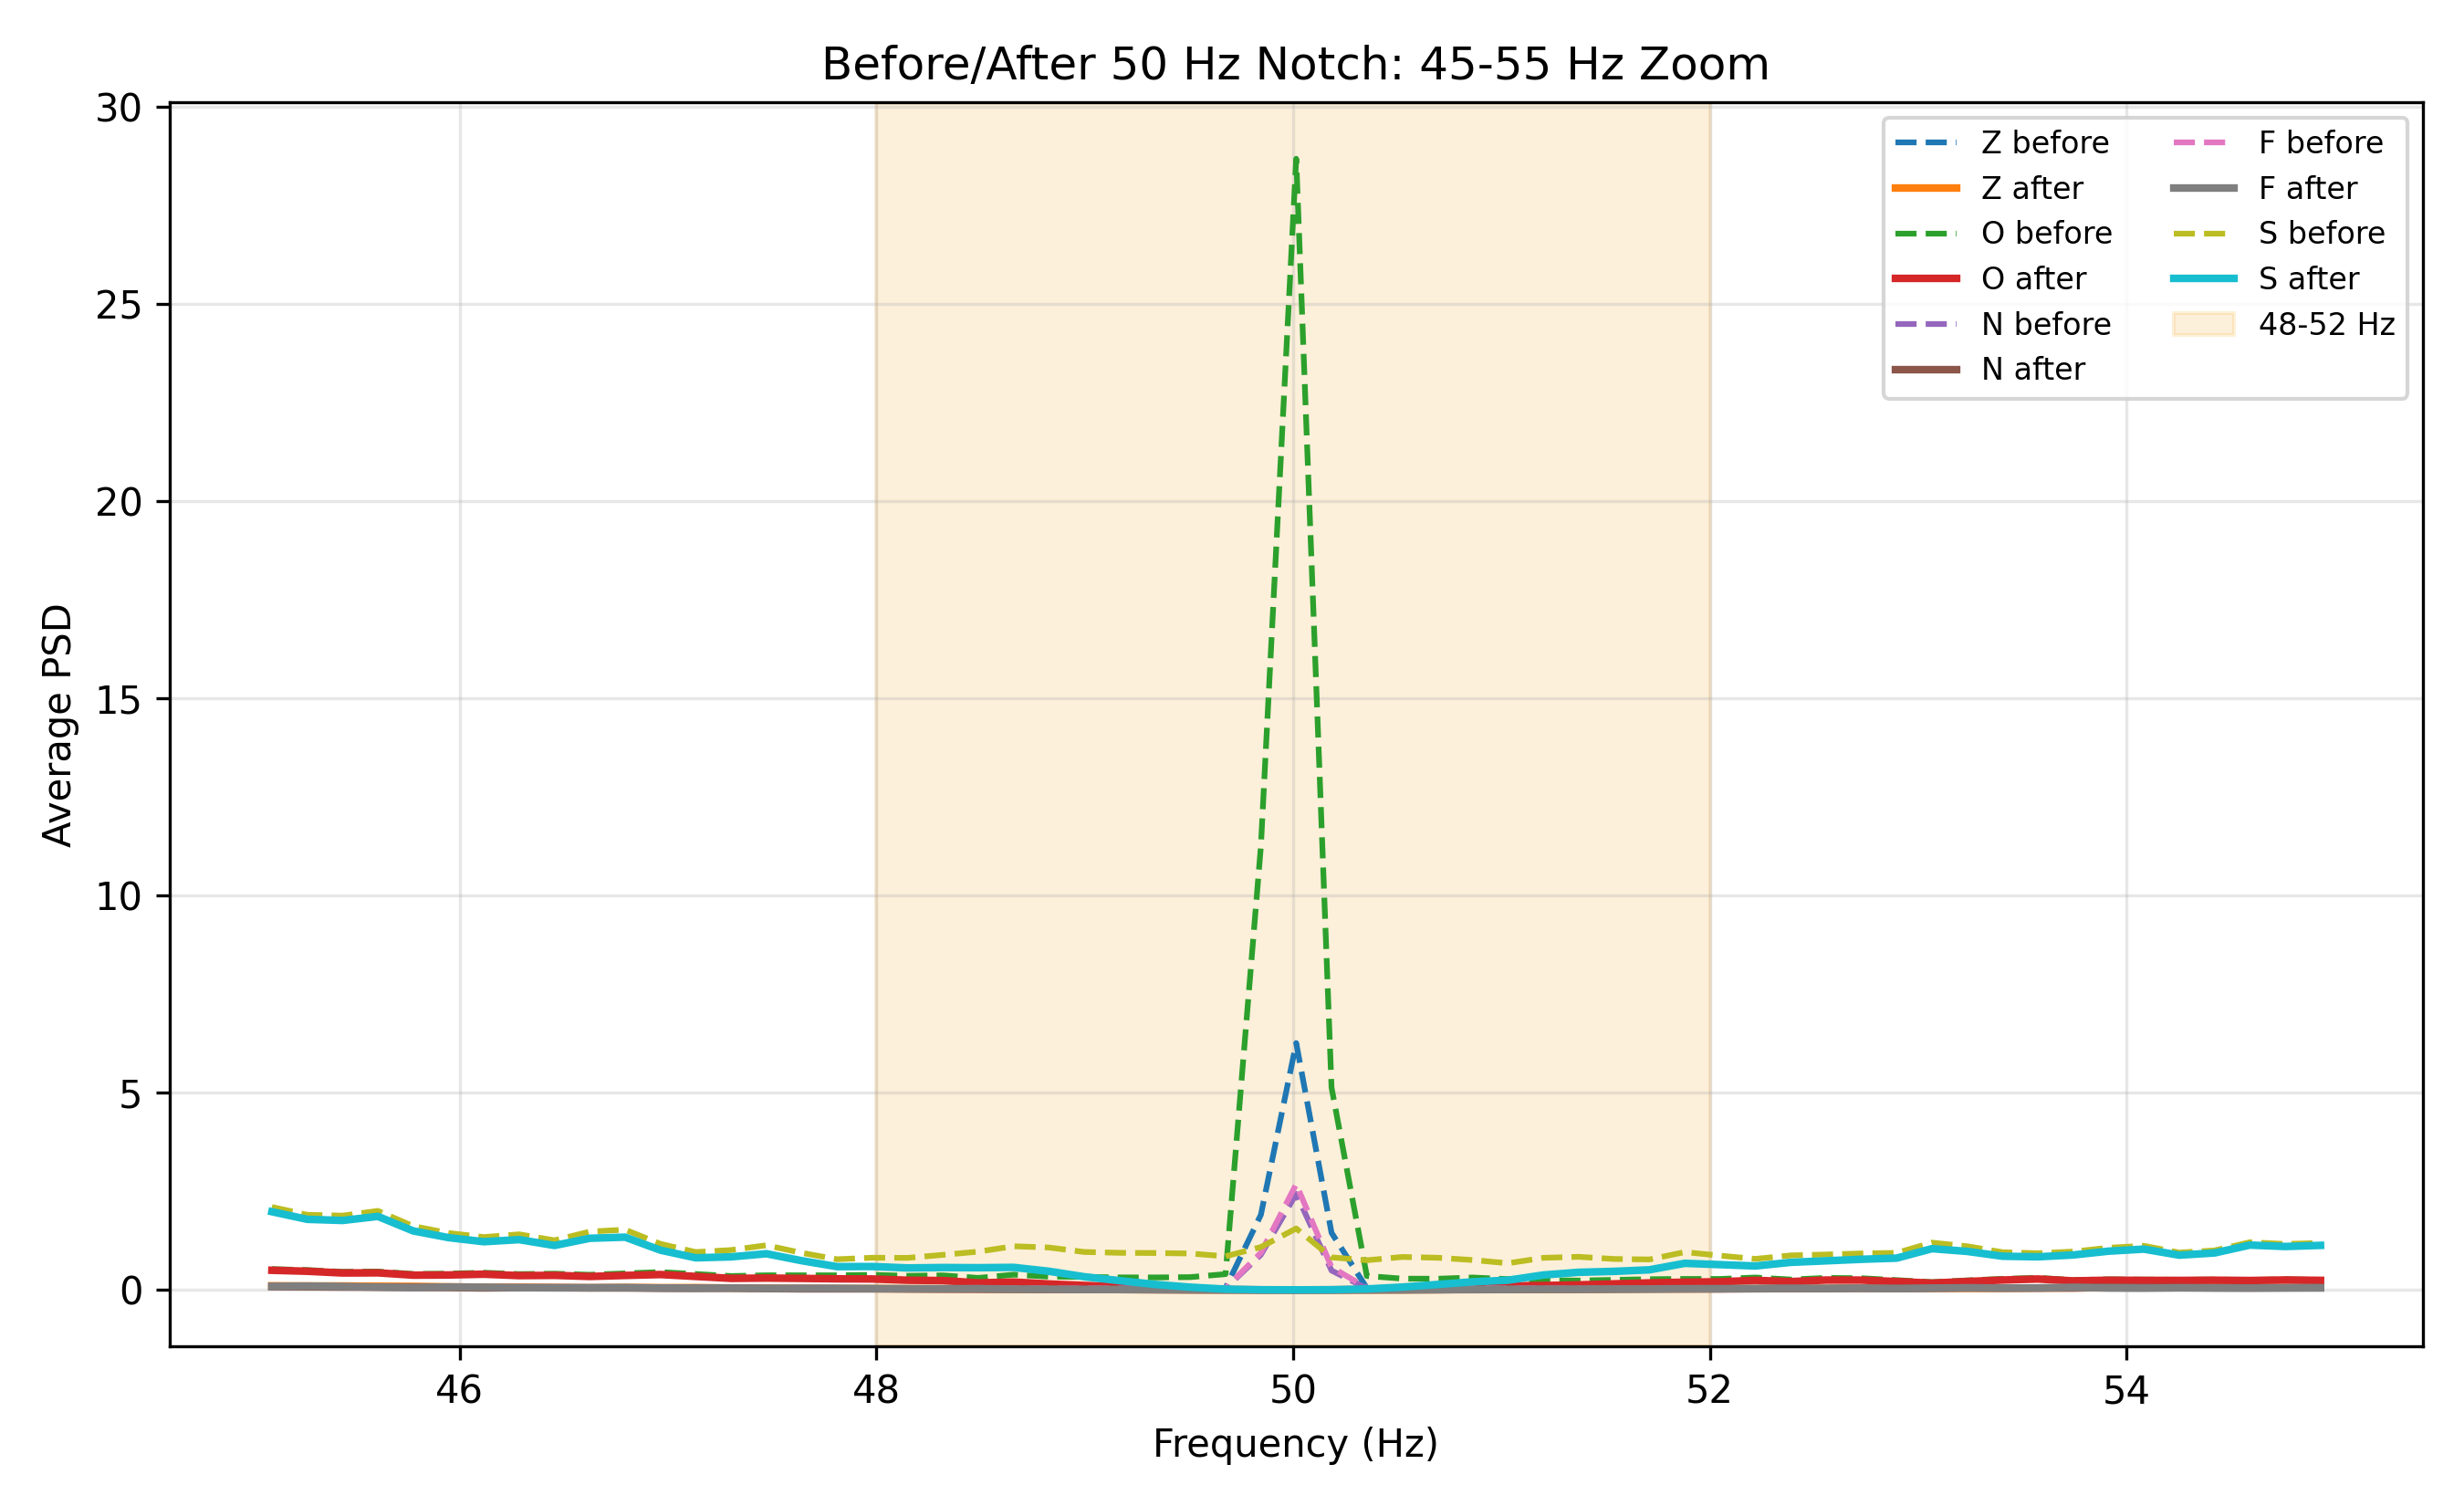 Before/After 50 Hz Notch: 45-55 Hz Zoom
30
25
20
15
10
5
0
Average PSD
Z before
Z after
O before
O after
N before
N after
F before
F after
S before
S after
48-52 Hz
46
48
50
52
54
Frequency (Hz)